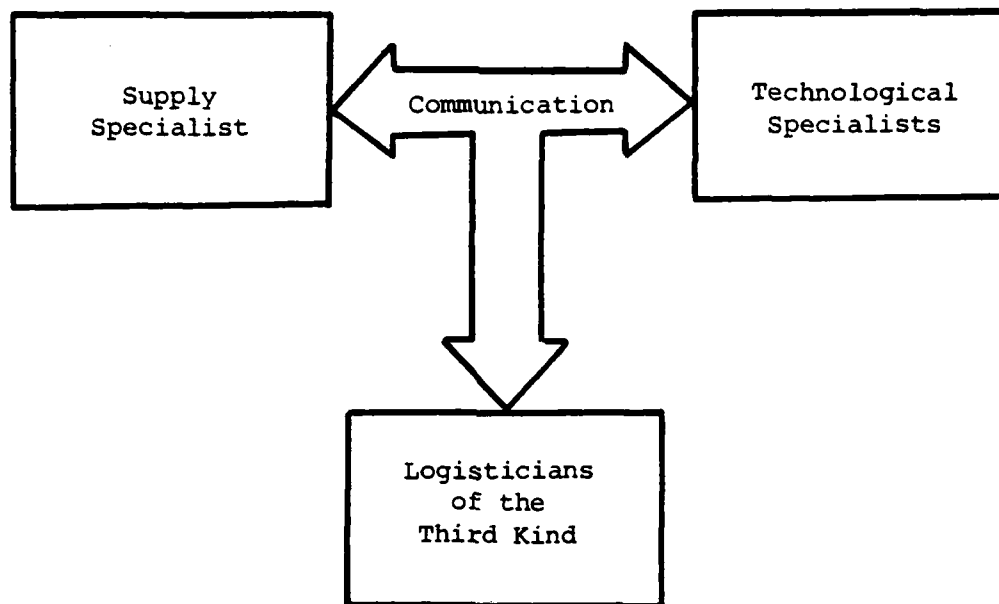 Supply
Specialist
Communication
Technological
Specialists
Logisticians
of the
Third Kind